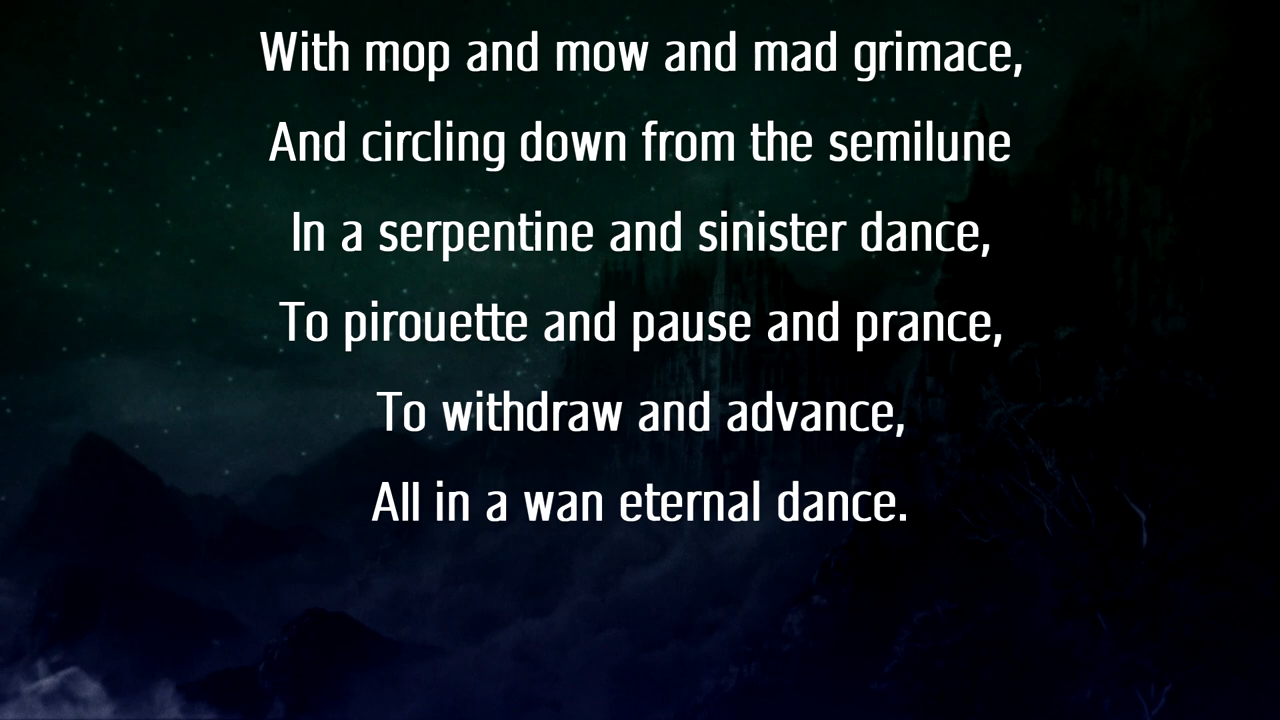 With mop and mow and mad grimace,
And circling down from the semilune
In a serpentine and sinister dance,
To pirouette and pause and prance,
To withdraw and advance,
All in a wan eternal dance.